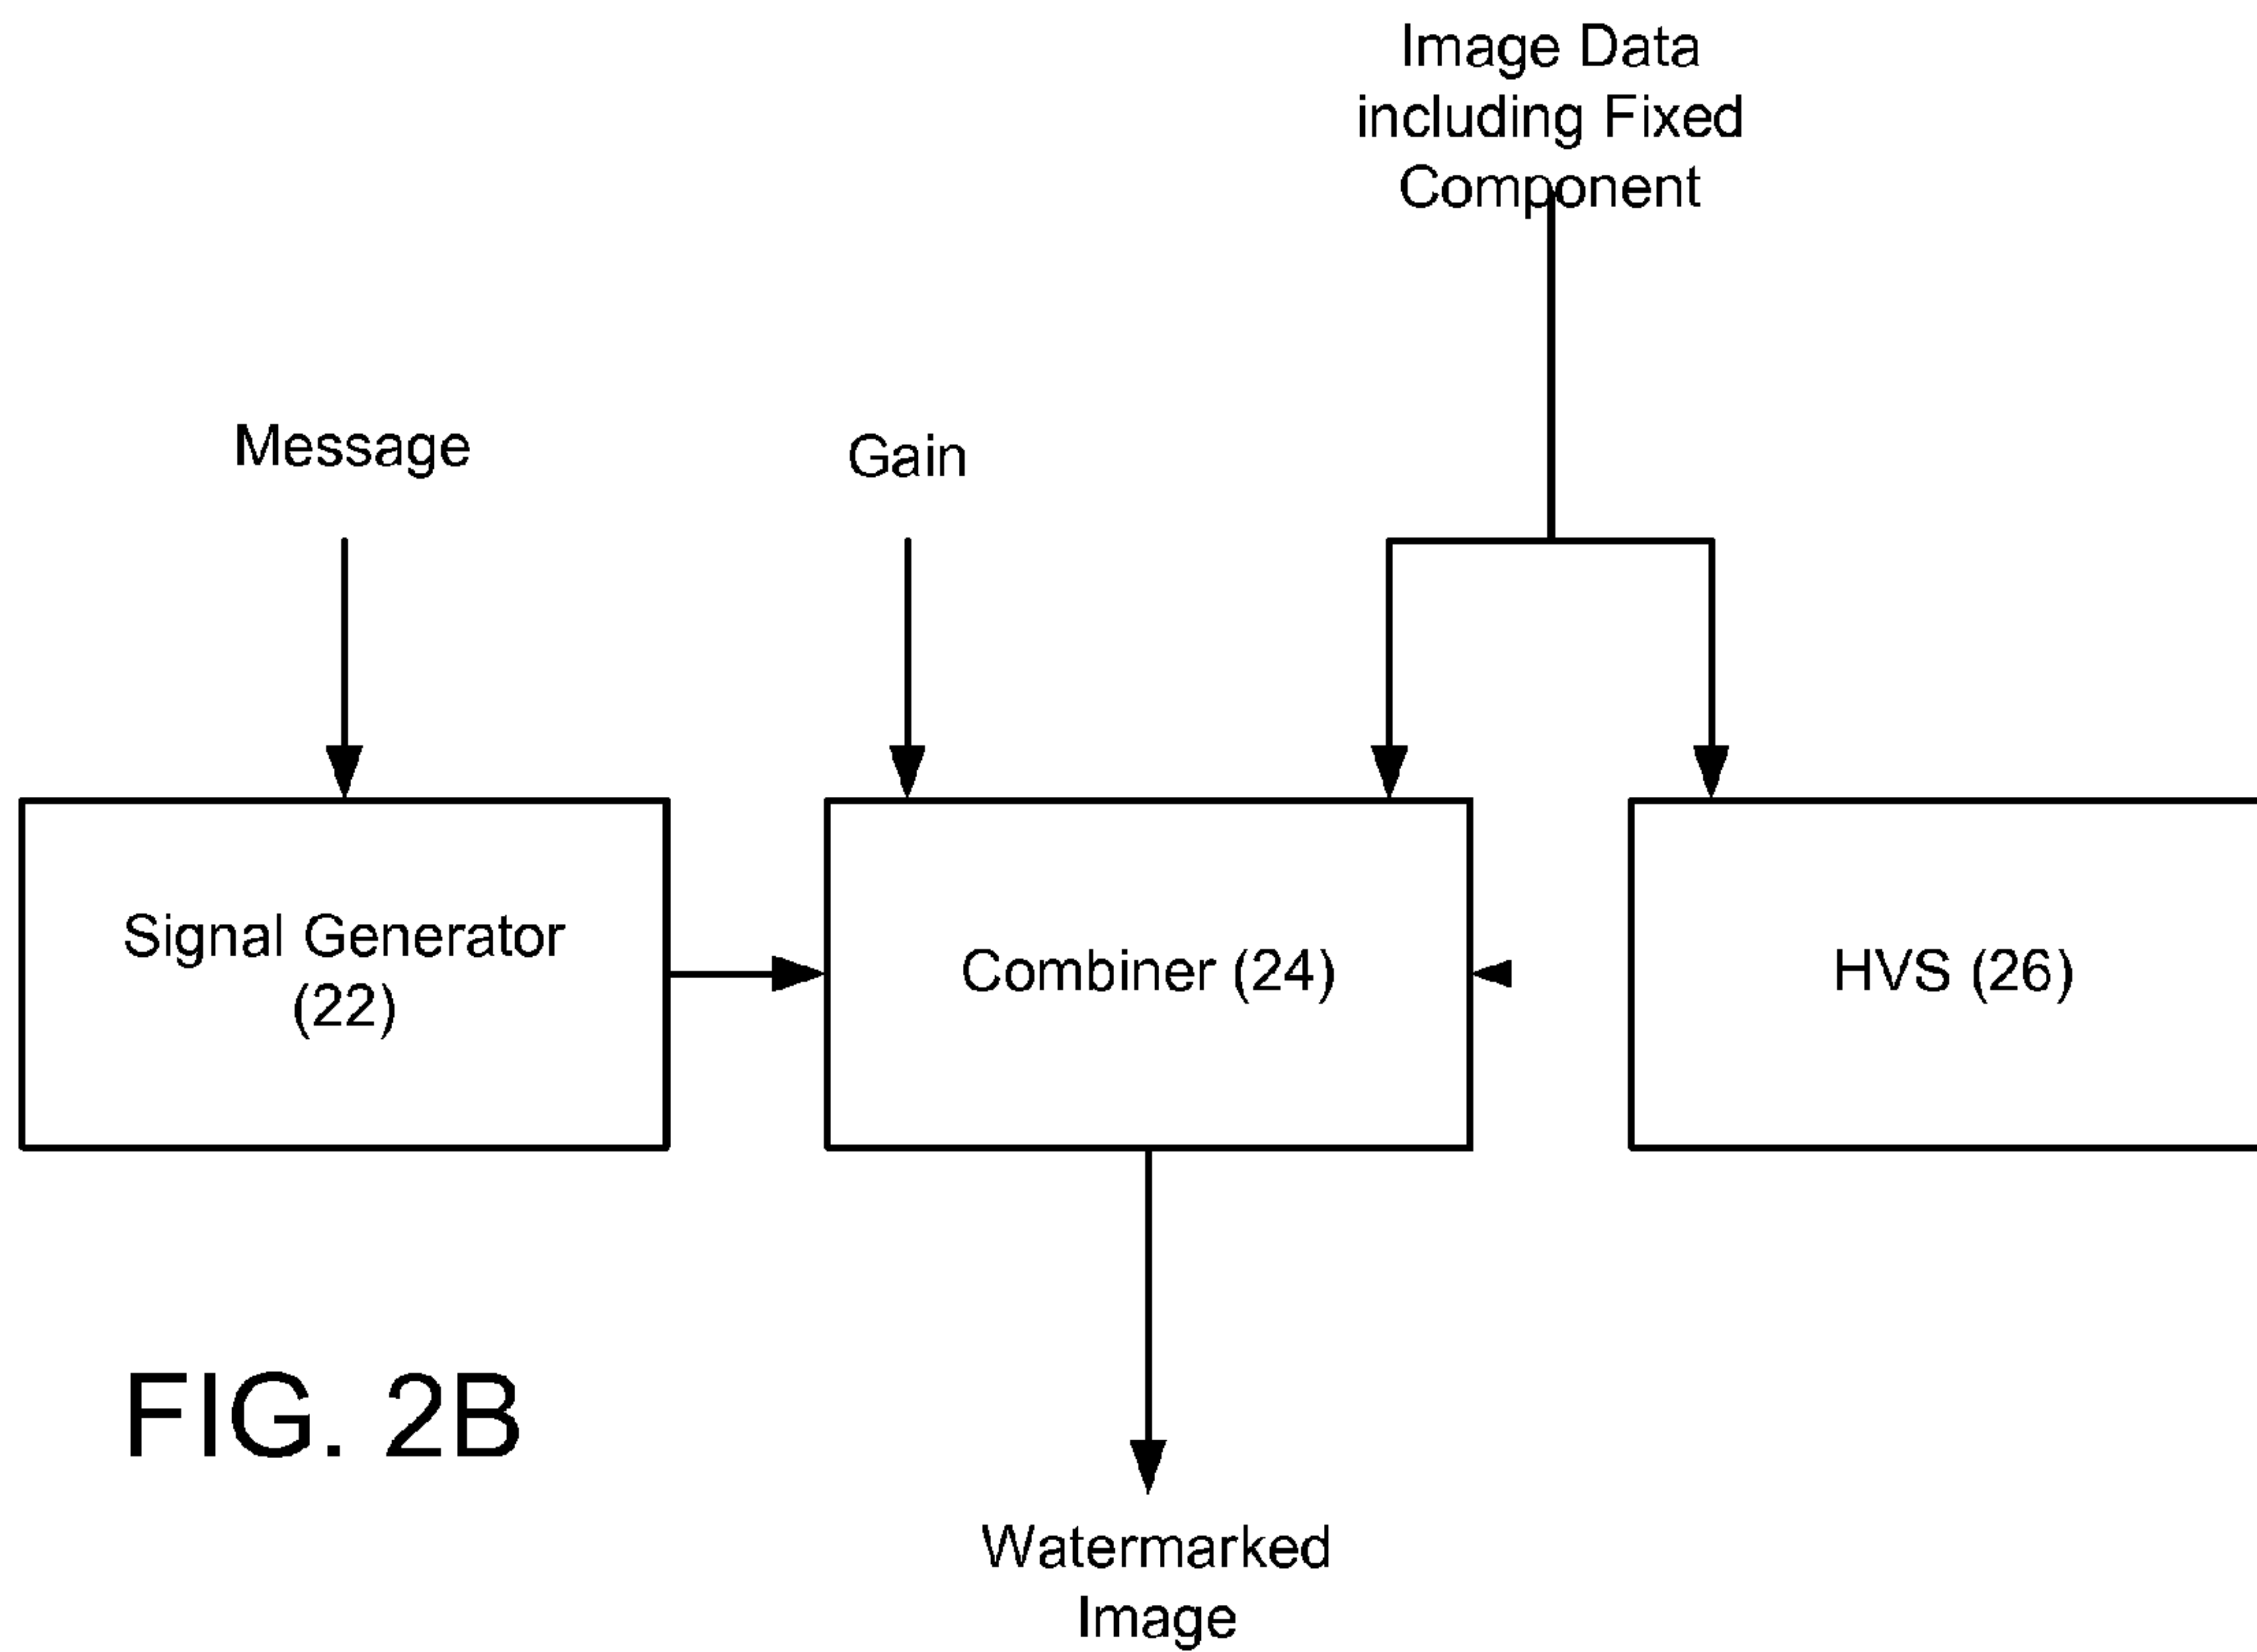 Image Data
including Fixed
Component
Message
Gain
Signal Generator
(22)
Combiner (24)
HVS (26)
FIG. 2B
Watermarked
Image